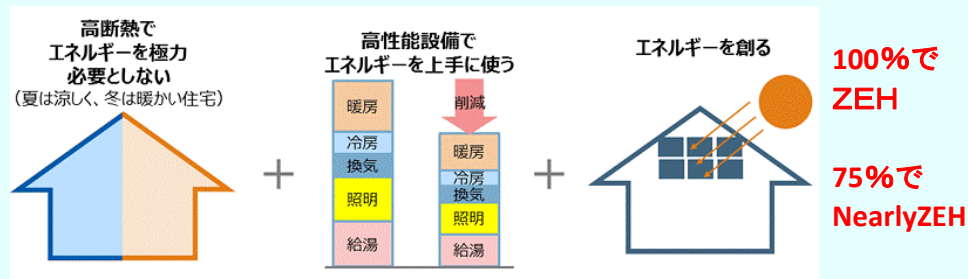 高断熱で
エネルギーを極力
必要としない
(夏は涼しく、冬は暖かい住宅)
高性能設備で
エネルギーを上手に使う
暖房
冷房
換気
照明
給湯
削減
暖房
冷房
換気
照明
給湯
エネルギーを創る
100%で
ZEH
75%で
NearlyZEH